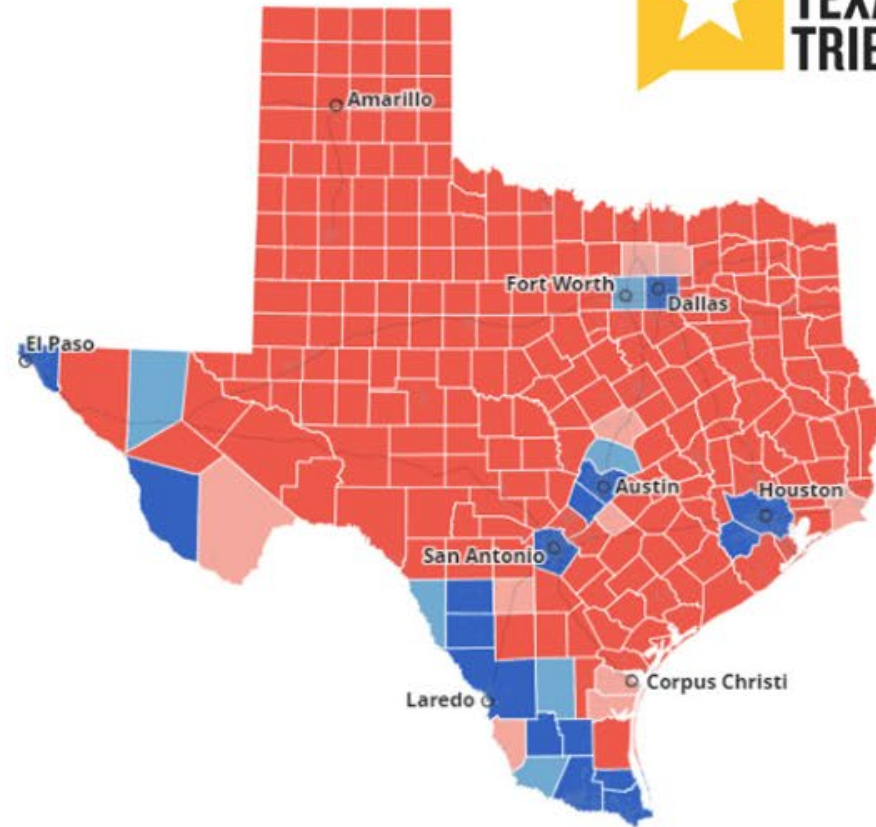 Amarillo
Fort Worth
Dallas
El Paso
Austin
Houston
San Antonio
Corpus Christi
Laredo